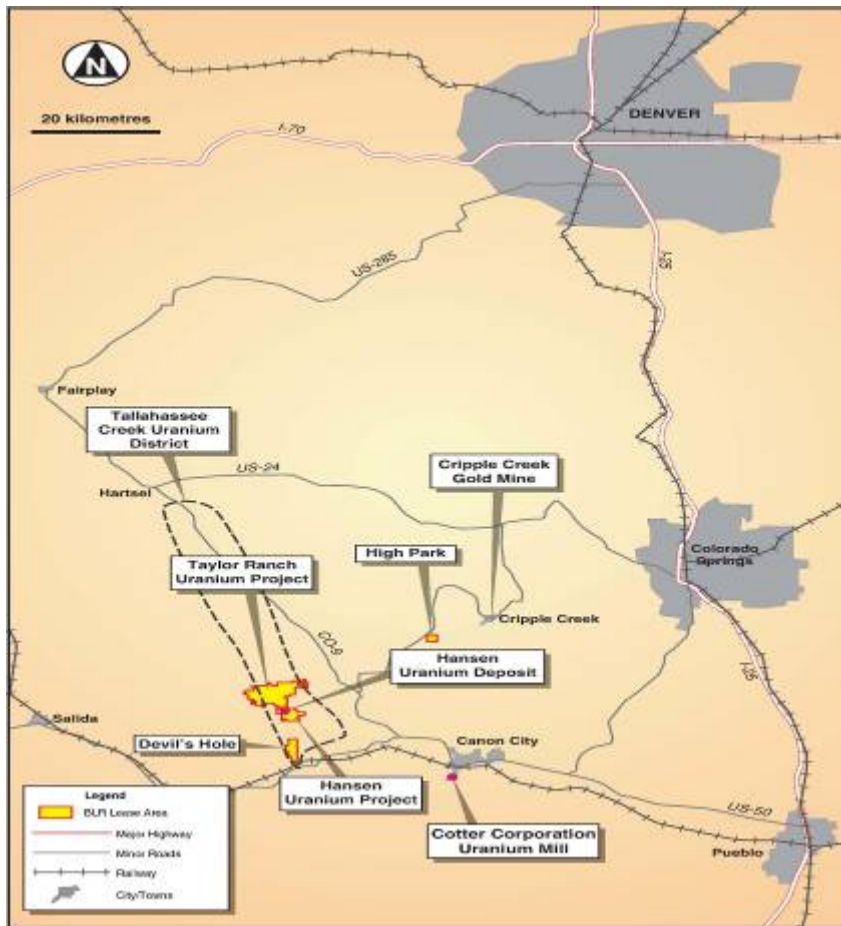 N
20 kilometres
I-70
DENVER
US-285
I-25
Fairplay
Tallahassee
Creek Uranium
District
US-24
Hartsel
Cripple Creek
Gold Mine
High Park
Colorado
Springs
Taylor Ranch
Uranium Project
Cripple Creek
CO-9
Hansen
Uranium Deposit
I-25
Salida
Devil's Hole
Canon City
Hansen
Uranium Project
US-50
Cotter Corporation
Uranium Mill
Pueblo
Legend
BLR Lease Area
Major Highway
Minor Roads
Railway
City/Towns